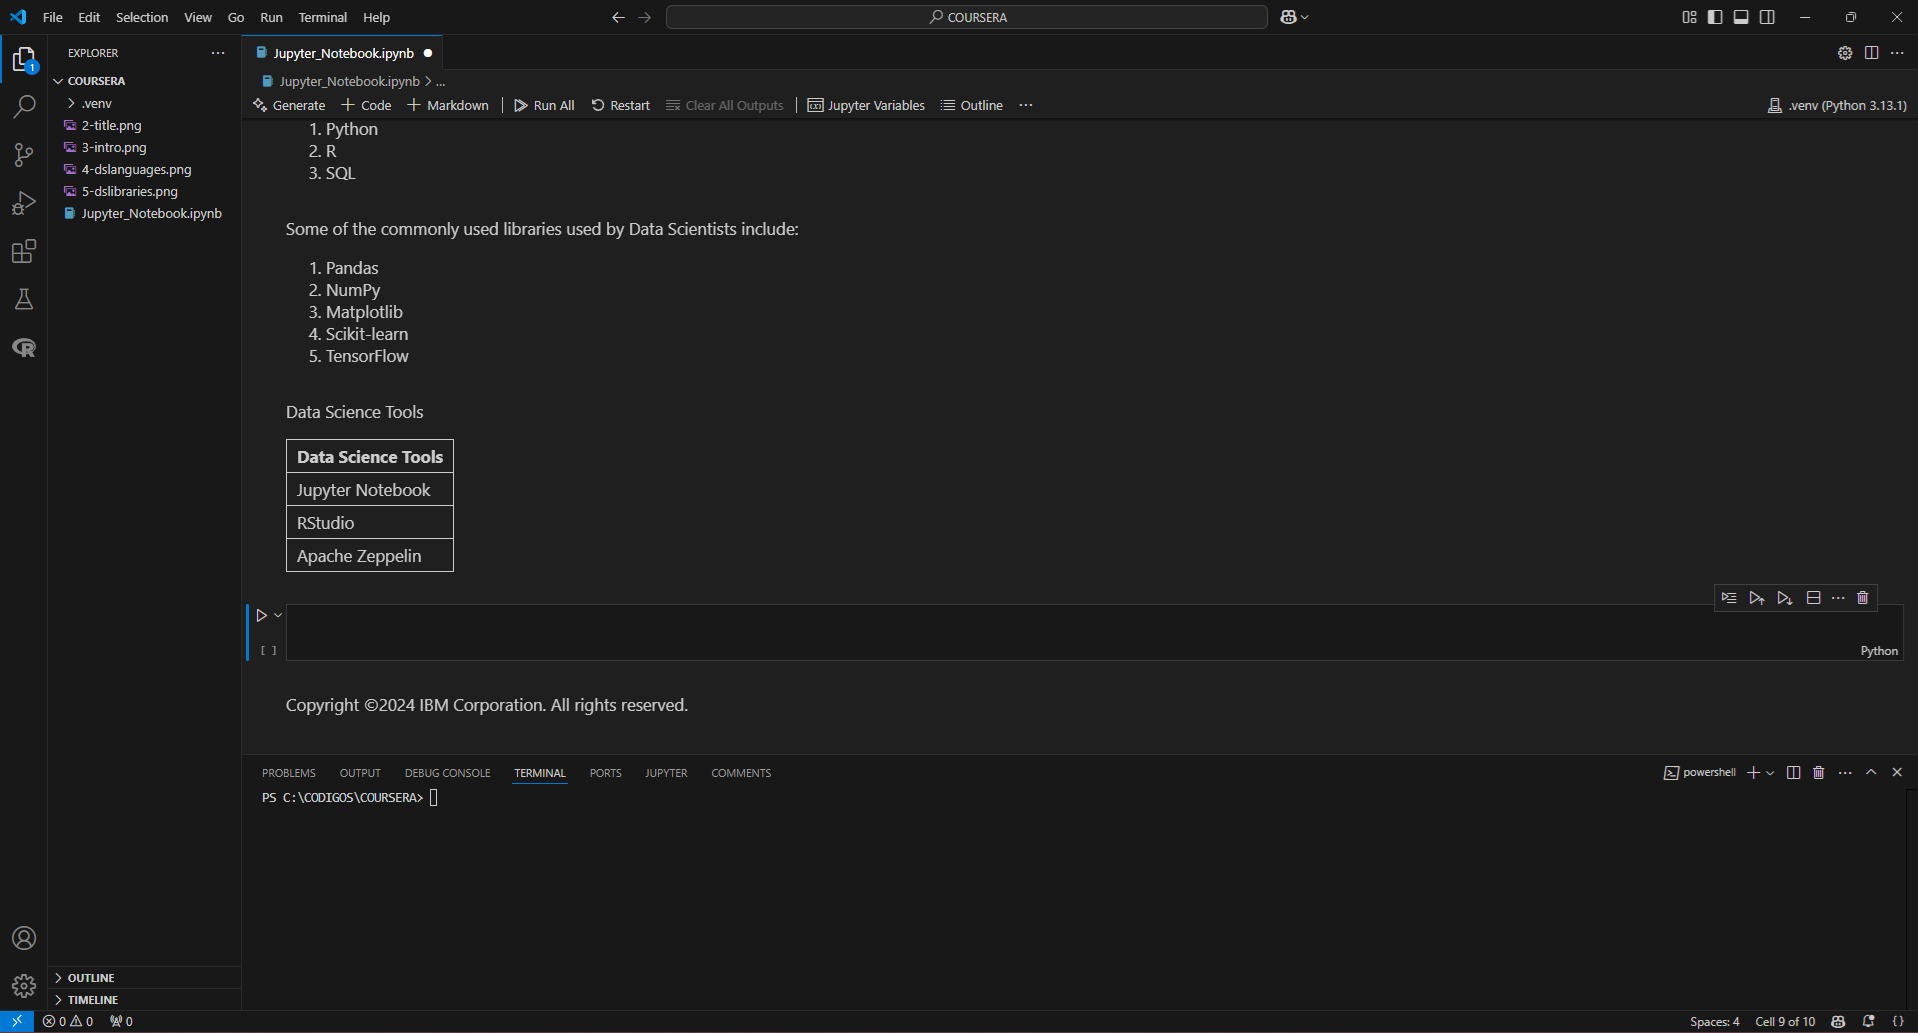 File Edit Selection View Go Run Terminal Help
COURSERA
EXPLORER
COURSERA
.venv
2-title.png
3-intro.png
4-dslanguages.png
5-dslibraries.png
Jupyter_Notebook.ipynb
OUTLINE
TIMELINE
1
Jupyter_Notebook.ipynb
Jupyter_Notebook.ipynb > ...
Generate Code Markdown Run All Restart Clear All Outputs Jupyter Variables Outline ...
.venv (Python 3.13.1)
1. Python
2. R
3. SQL
Some of the commonly used libraries used by Data Scientists include:
1. Pandas
2. NumPy
3. Matplotlib
4. Scikit-learn
5. TensorFlow
Data Science Tools
Data Science Tools
Jupyter Notebook
RStudio
Apache Zeppelin
[ ]
Python
Copyright ©2024 IBM Corporation. All rights reserved.
PROBLEMS OUTPUT DEBUG CONSOLE TERMINAL PORTS JUPYTER COMMENTS
powershell
PS C:\CODIGOS\COURSERA>
0 0 0
Spaces: 4 Cell 9 of 10